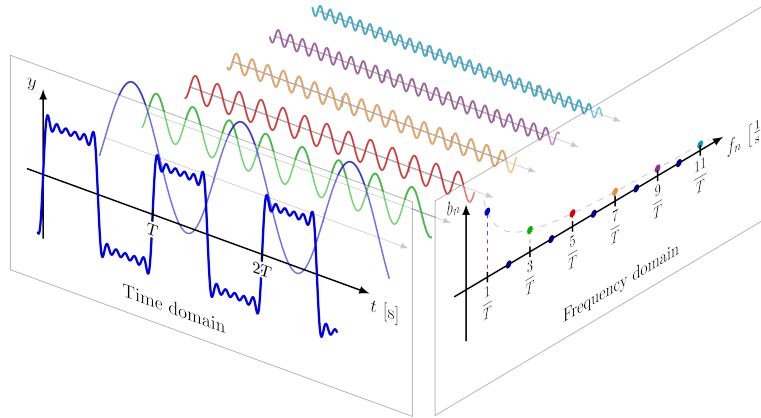 y
T
2T
t [s]
Time domain
b_n
f_n [1/s]
1/T
3/T
5/T
7/T
9/T
11/T
Frequency domain